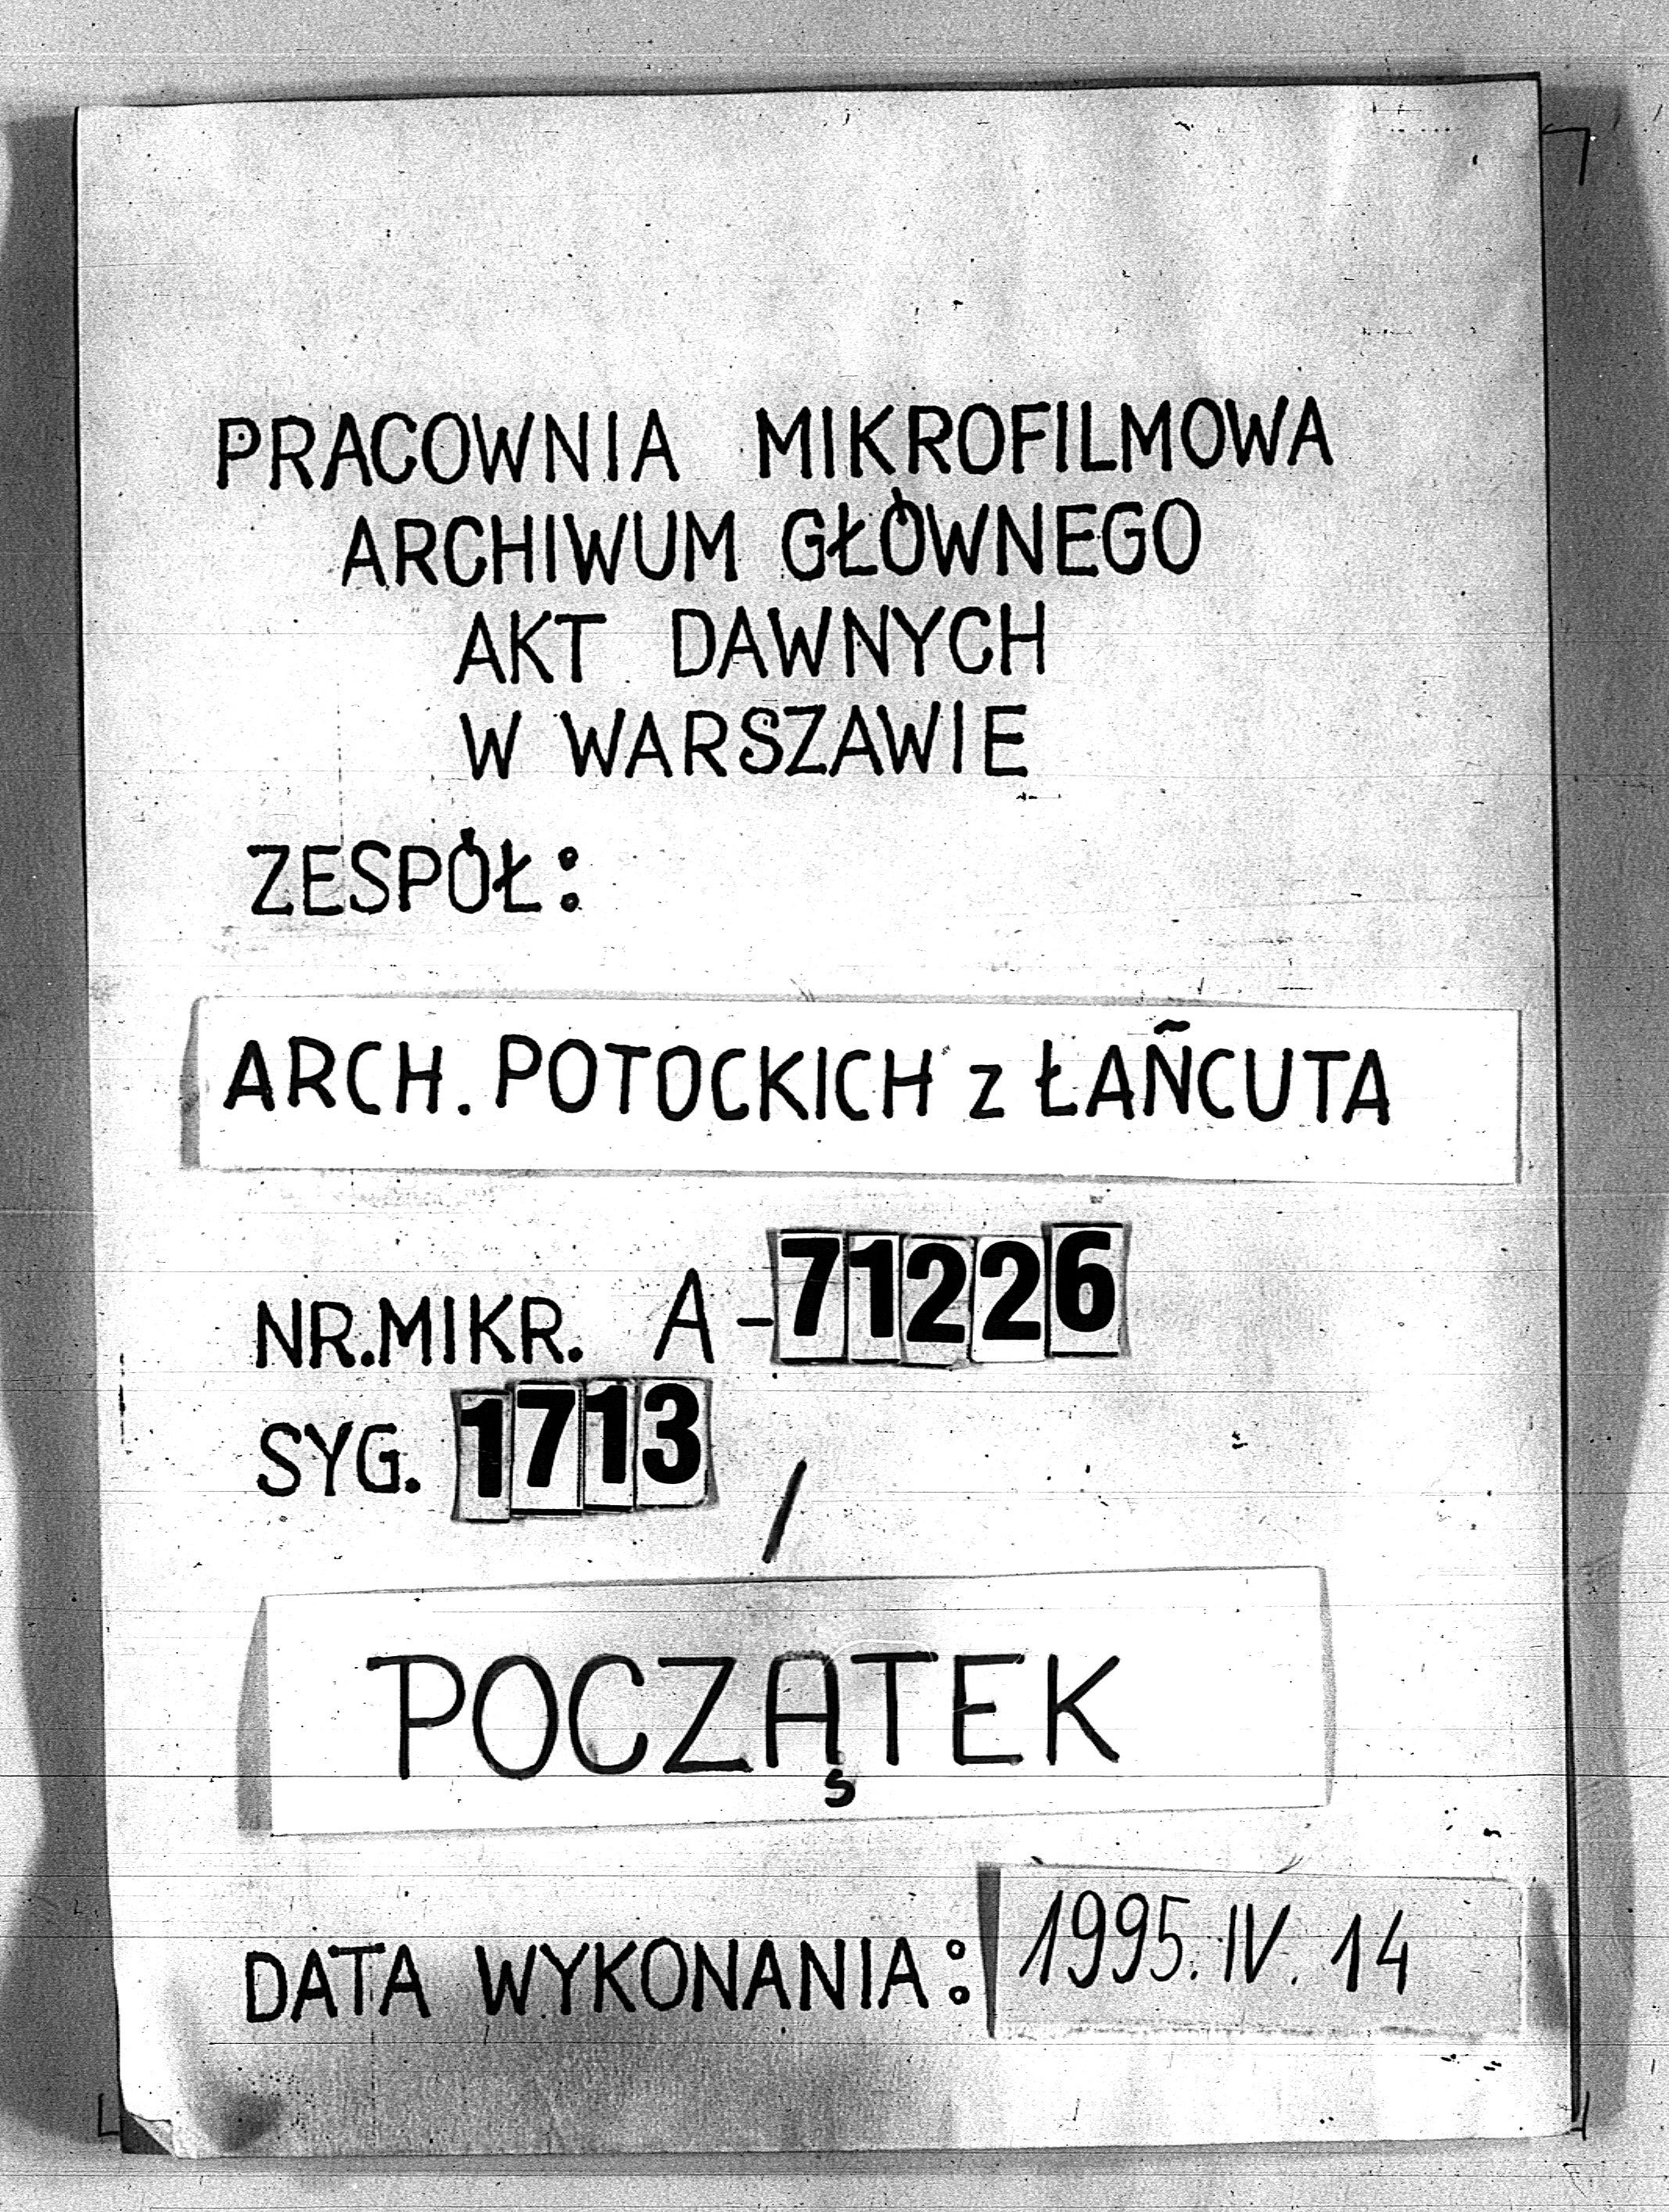 PRACOWNIA MIKROFILMOWA
ARCHIWUM GŁÓWNEGO
AKT DAWNYCH
W WARSZAWIE
ZESPÓŁ:
ARCH. POTOCKICH z ŁAŃCUTA
NR.MIKR. A-71226
SYG. 1713 /
POCZĄTEK
DATA WYKONANIA: 1995.IV.14